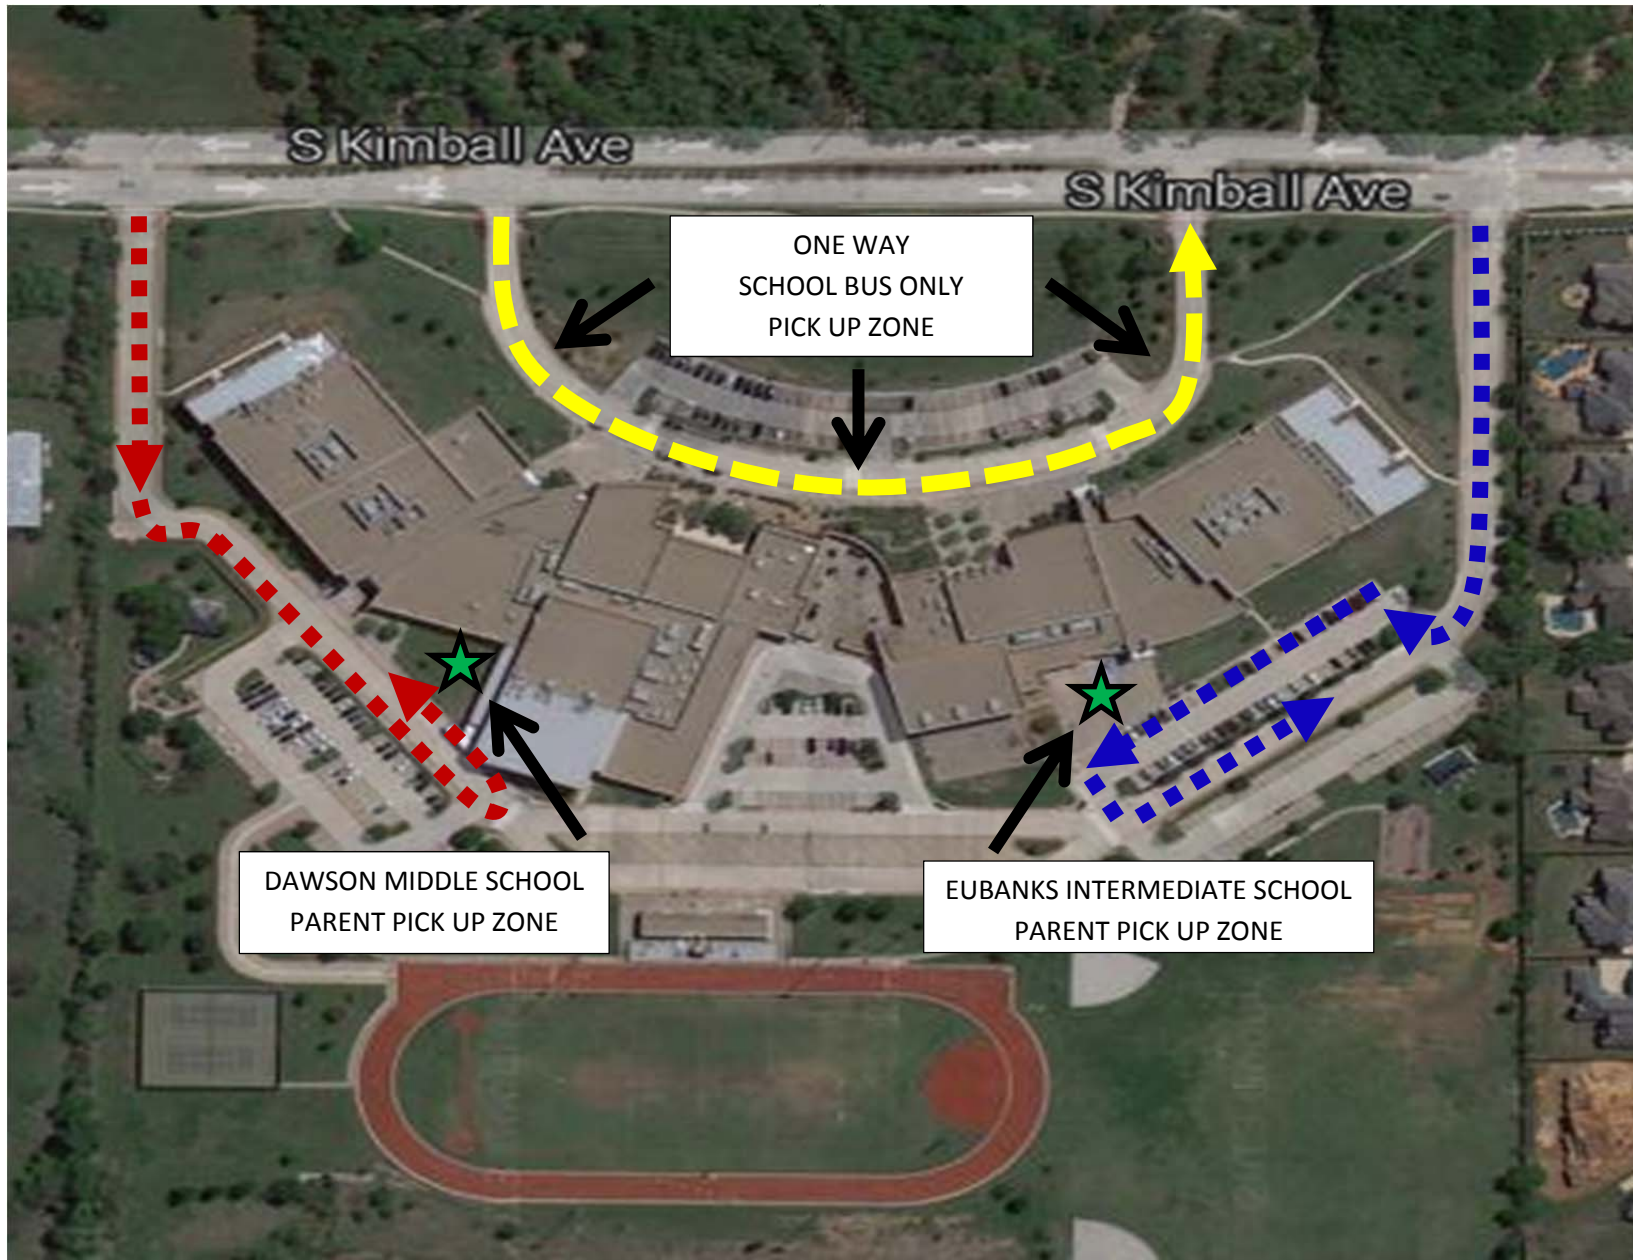 S Kimball Ave
S Kimball Ave
ONE WAY
SCHOOL BUS ONLY
PICK UP ZONE
DAWSON MIDDLE SCHOOL
PARENT PICK UP ZONE
EUBANKS INTERMEDIATE SCHOOL
PARENT PICK UP ZONE